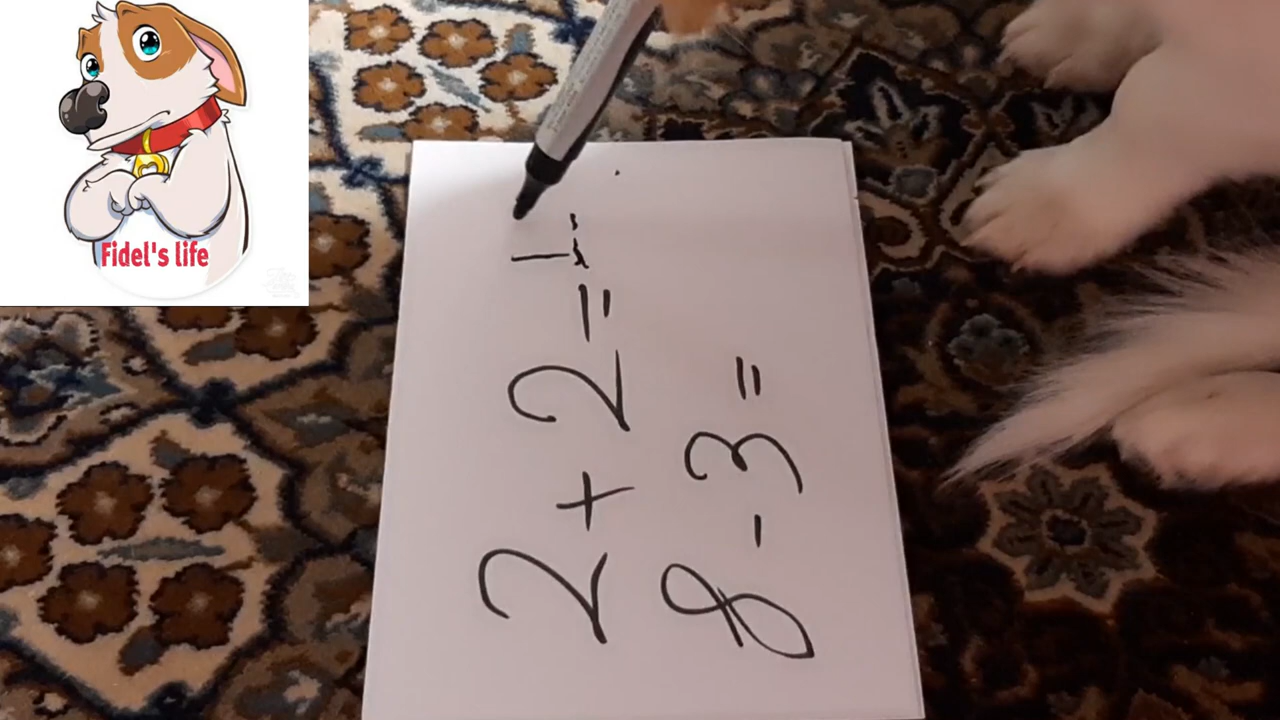 Fidel's life
2 + 2 =
8 - 3 =